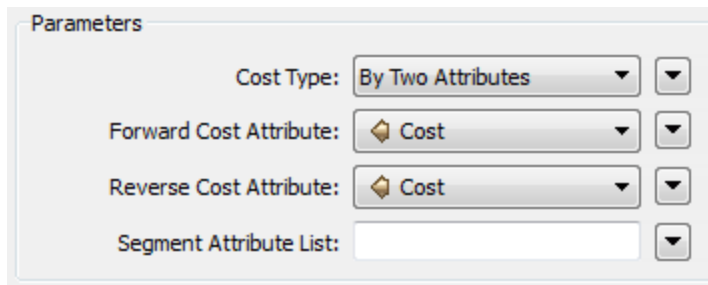 Parameters
Cost Type: By Two Attributes
Forward Cost Attribute: Cost
Reverse Cost Attribute: Cost
Segment Attribute List: